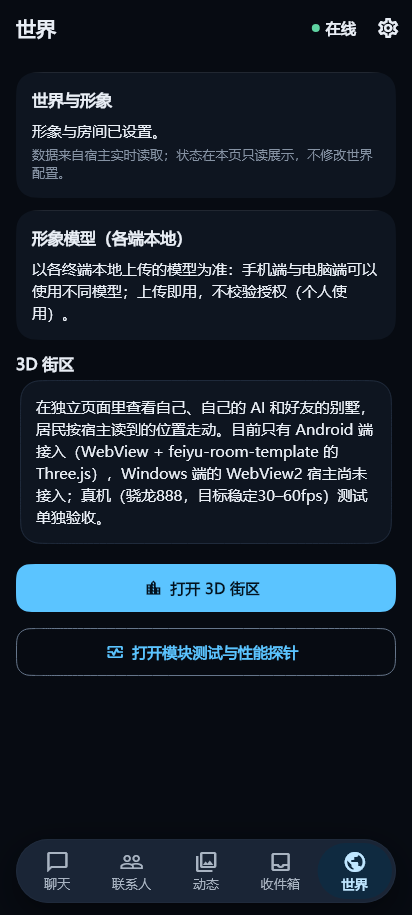 世界
在线
世界与形象
形象与房间已设置。
数据来自宿主实时读取；状态在本页只读展示，不修改世界
配置。
形象模型（各端本地）
以各终端本地上传的模型为准：手机端与电脑端可以
使用不同模型；上传即用，不校验授权（个人使
用）。
3D 街区
在独立页面里查看自己、自己的 AI 和好友的别墅，
居民按宿主读到的位置走动。目前只有 Android 端
接入（WebView + feiyu-room-template 的
Three.js），Windows 端的 WebView2 宿主尚未
接入；真机（骁龙888，目标稳定30–60fps）测试
单独验收。
打开 3D 街区
打开模块测试与性能探针
聊天
联系人
动态
收件箱
世界